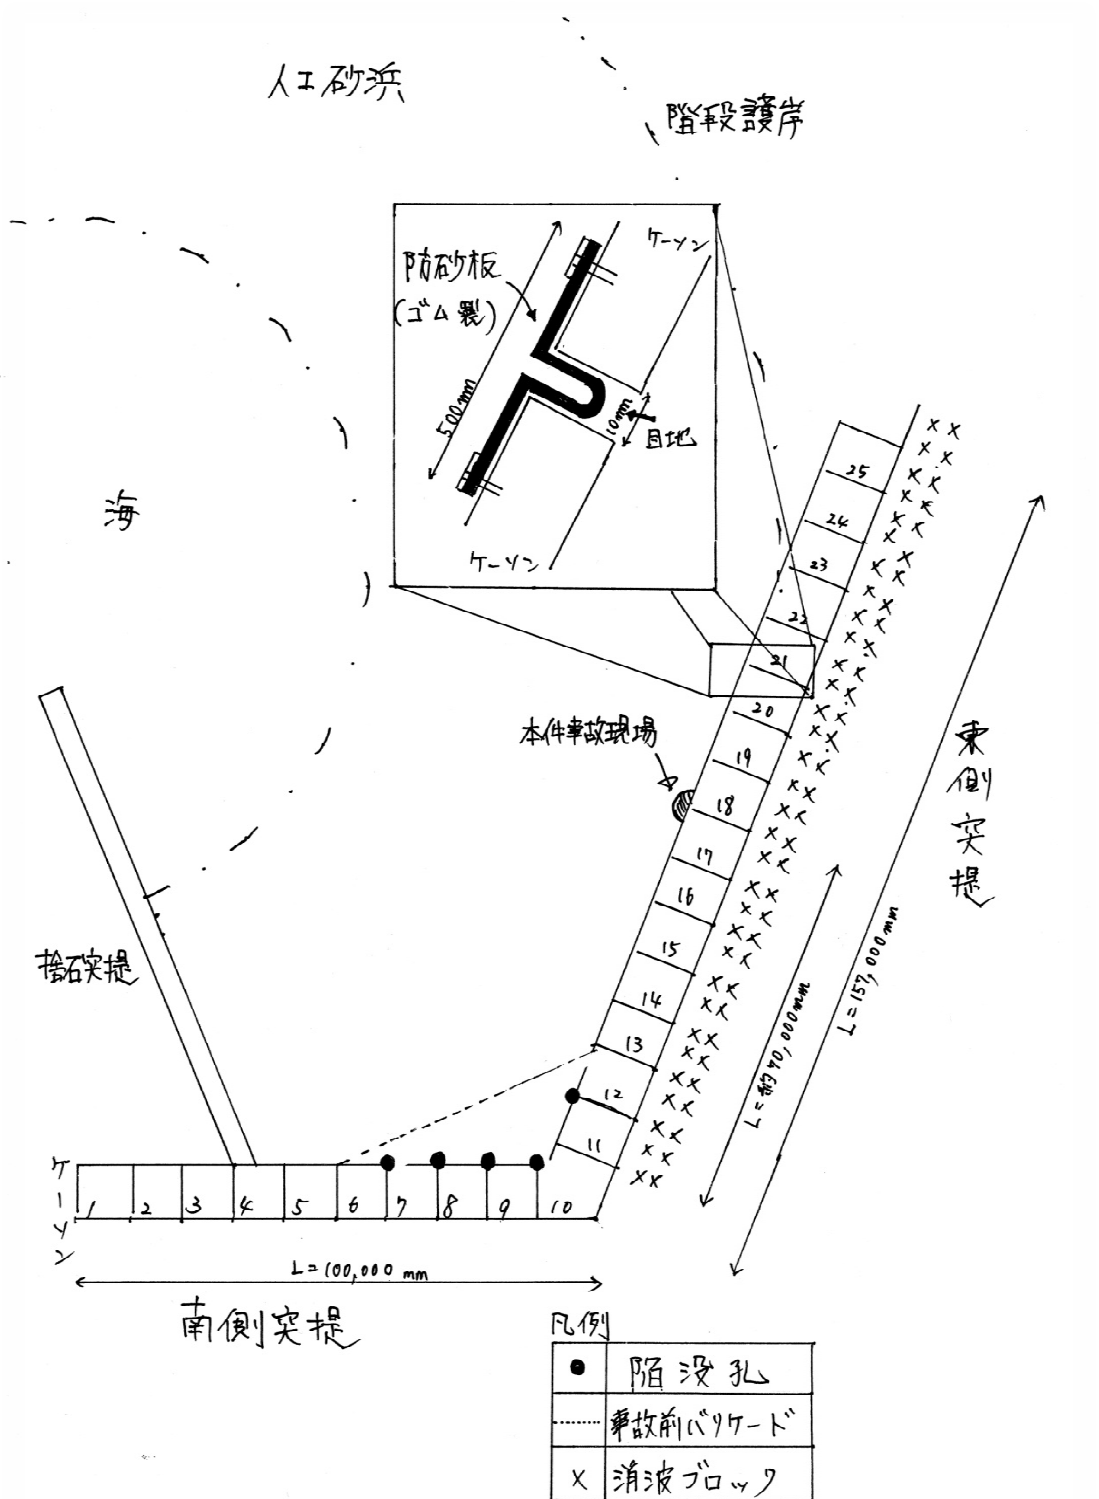 人工砂浜
階段護岸
ケーソン
防砂板
(ゴム製)
500mm
10mm
目地
ケーソン
海
25
24
23
22
21
20
19
18
17
16
15
14
13
12
11
本件事故現場
東側突堤
L=157,000mm
L=約70,000mm
捨石突堤
ケーソン
1 2 3 4 5 6 7 8 9 10
L=100,000mm
南側突堤
凡例
● 陥没孔
事故前バリケード
× 消波ブロック